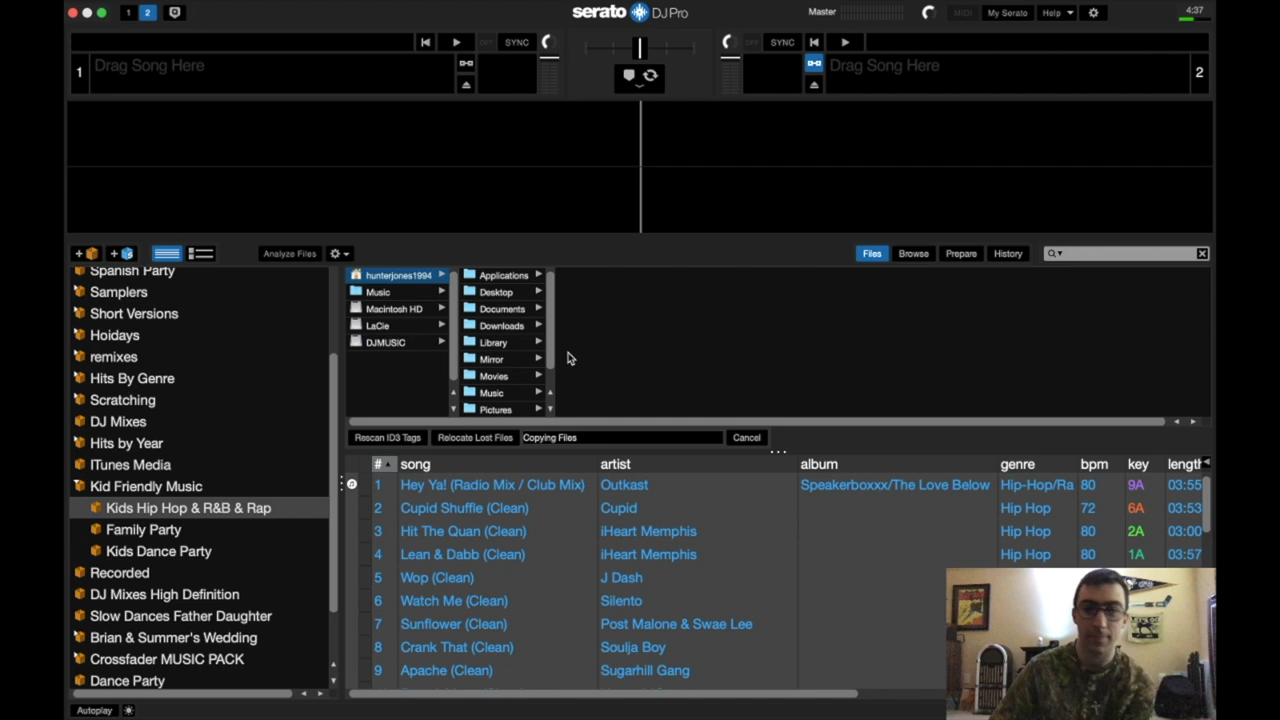 1 2
serato DJ Pro
Master
MIDI
My Serato
Help
4:37
OFF SYNC
OFF SYNC
1 Drag Song Here
Drag Song Here 2
Analyze Files
Files Browse Prepare History
Spanish Party
Samplers
Short Versions
Hoidays
remixes
Hits By Genre
Scratching
DJ Mixes
Hits by Year
ITunes Media
Kid Friendly Music
Kids Hip Hop & R&B & Rap
Family Party
Kids Dance Party
Recorded
DJ Mixes High Definition
Slow Dances Father Daughter
Brian & Summer's Wedding
Crossfader MUSIC PACK
Dance Party
Autoplay
hunterjones1994
Music
Macintosh HD
LaCie
DJMUSIC
Applications
Desktop
Documents
Downloads
Library
Mirror
Movies
Music
Pictures
Rescan ID3 Tags Relocate Lost Files Copying Files Cancel
# song artist album genre bpm key length
1 Hey Ya! (Radio Mix / Club Mix) Outkast Speakerboxxx/The Love Below Hip-Hop/Ra 80 9A 03:55
2 Cupid Shuffle (Clean) Cupid Hip Hop 72 6A 03:53
3 Hit The Quan (Clean) iHeart Memphis Hip Hop 80 2A 03:00
4 Lean & Dabb (Clean) iHeart Memphis Hip Hop 80 1A 03:57
5 Wop (Clean) J Dash
6 Watch Me (Clean) Silento
7 Sunflower (Clean) Post Malone & Swae Lee
8 Crank That (Clean) Soulja Boy
9 Apache (Clean) Sugarhill Gang